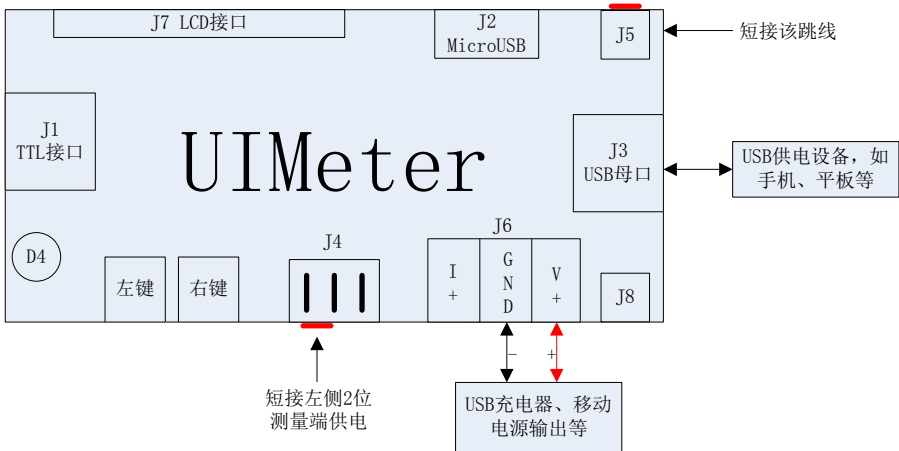 J7 LCD接口
J2
MicroUSB
J5
短接该跳线
J1
TTL接口
UIMeter
J3
USB母口
USB供电设备，如
手机、平板等
D4
左键
右键
J4
J6
I
+
G
N
D
V
+
J8
-
+
短接左侧2位
测量端供电
USB充电器、移动
电源输出等